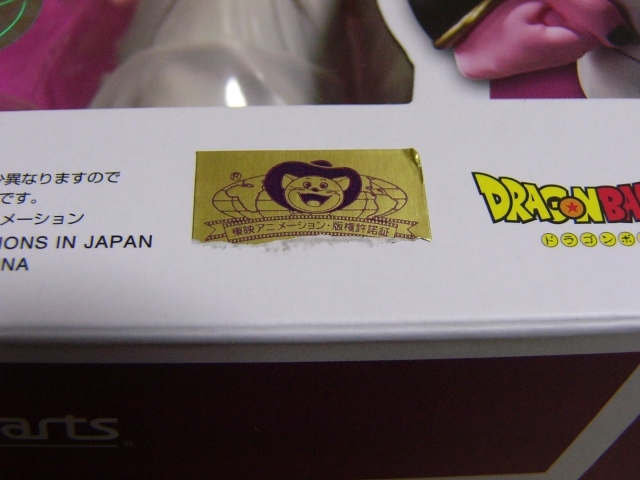 異なりますので
です。
メーション
IONS IN JAPAN
NA
®
東映アニメーション・版権許諾証
DRAGON BA
ドラゴンボ
arts